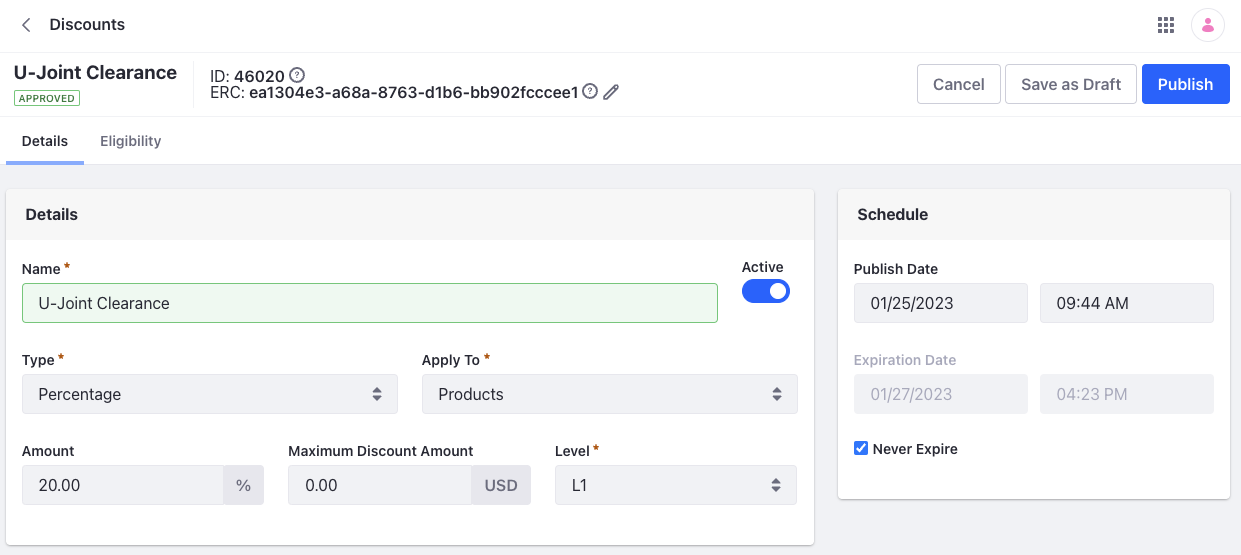 Discounts
U-Joint Clearance
APPROVED
ID: 46020
ERC: ea1304e3-a68a-8763-d1b6-bb902fcccee1
Cancel
Save as Draft
Publish
Details
Eligibility
Details
Name *
Active
U-Joint Clearance
Type *
Apply To *
Percentage
Products
Amount
Maximum Discount Amount
Level *
20.00 %
0.00 USD
L1
Schedule
Publish Date
01/25/2023
09:44 AM
Expiration Date
01/27/2023
04:23 PM
Never Expire